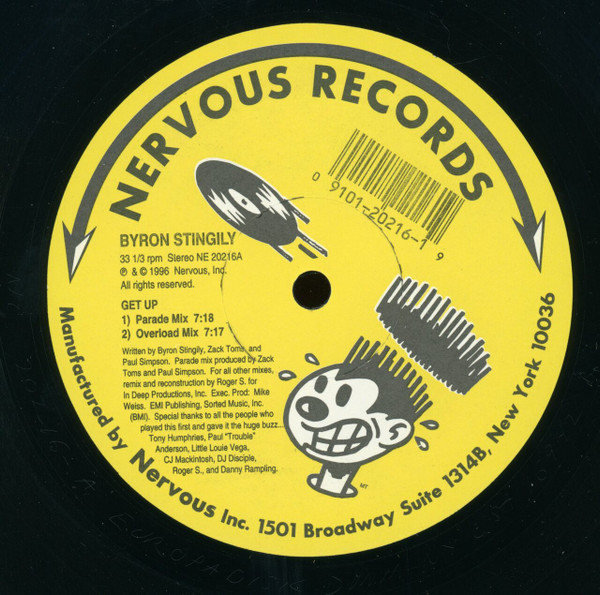 NERVOUS RECORDS
0 9101-20216-1 9
BYRON STINGILY
33 1/3 rpm Stereo NE 20216A
℗ & © 1996 Nervous, Inc.
All rights reserved.
GET UP
1) Parade Mix 7:18
2) Overload Mix 7:17
Written by Byron Stingily, Zack Toms, and
Paul Simpson. Parade mix produced by Zack
Toms and Paul Simpson. For all other mixes,
remix and reconstruction by Roger S. for
In Deep Productions, Inc. Exec. Prod: Mike
Weiss. EMI Publishing, Sorted Music, Inc.
(BMI). Special thanks to all the people who
played this first and gave it the huge buzz...
Tony Humphries, Paul "Trouble"
Anderson, Little Louie Vega,
CJ Mackintosh, DJ Disciple,
Roger S., and Danny Rampling.
MT
Manufactured by Nervous Inc. 1501 Broadway Suite 1314B, New York 10036